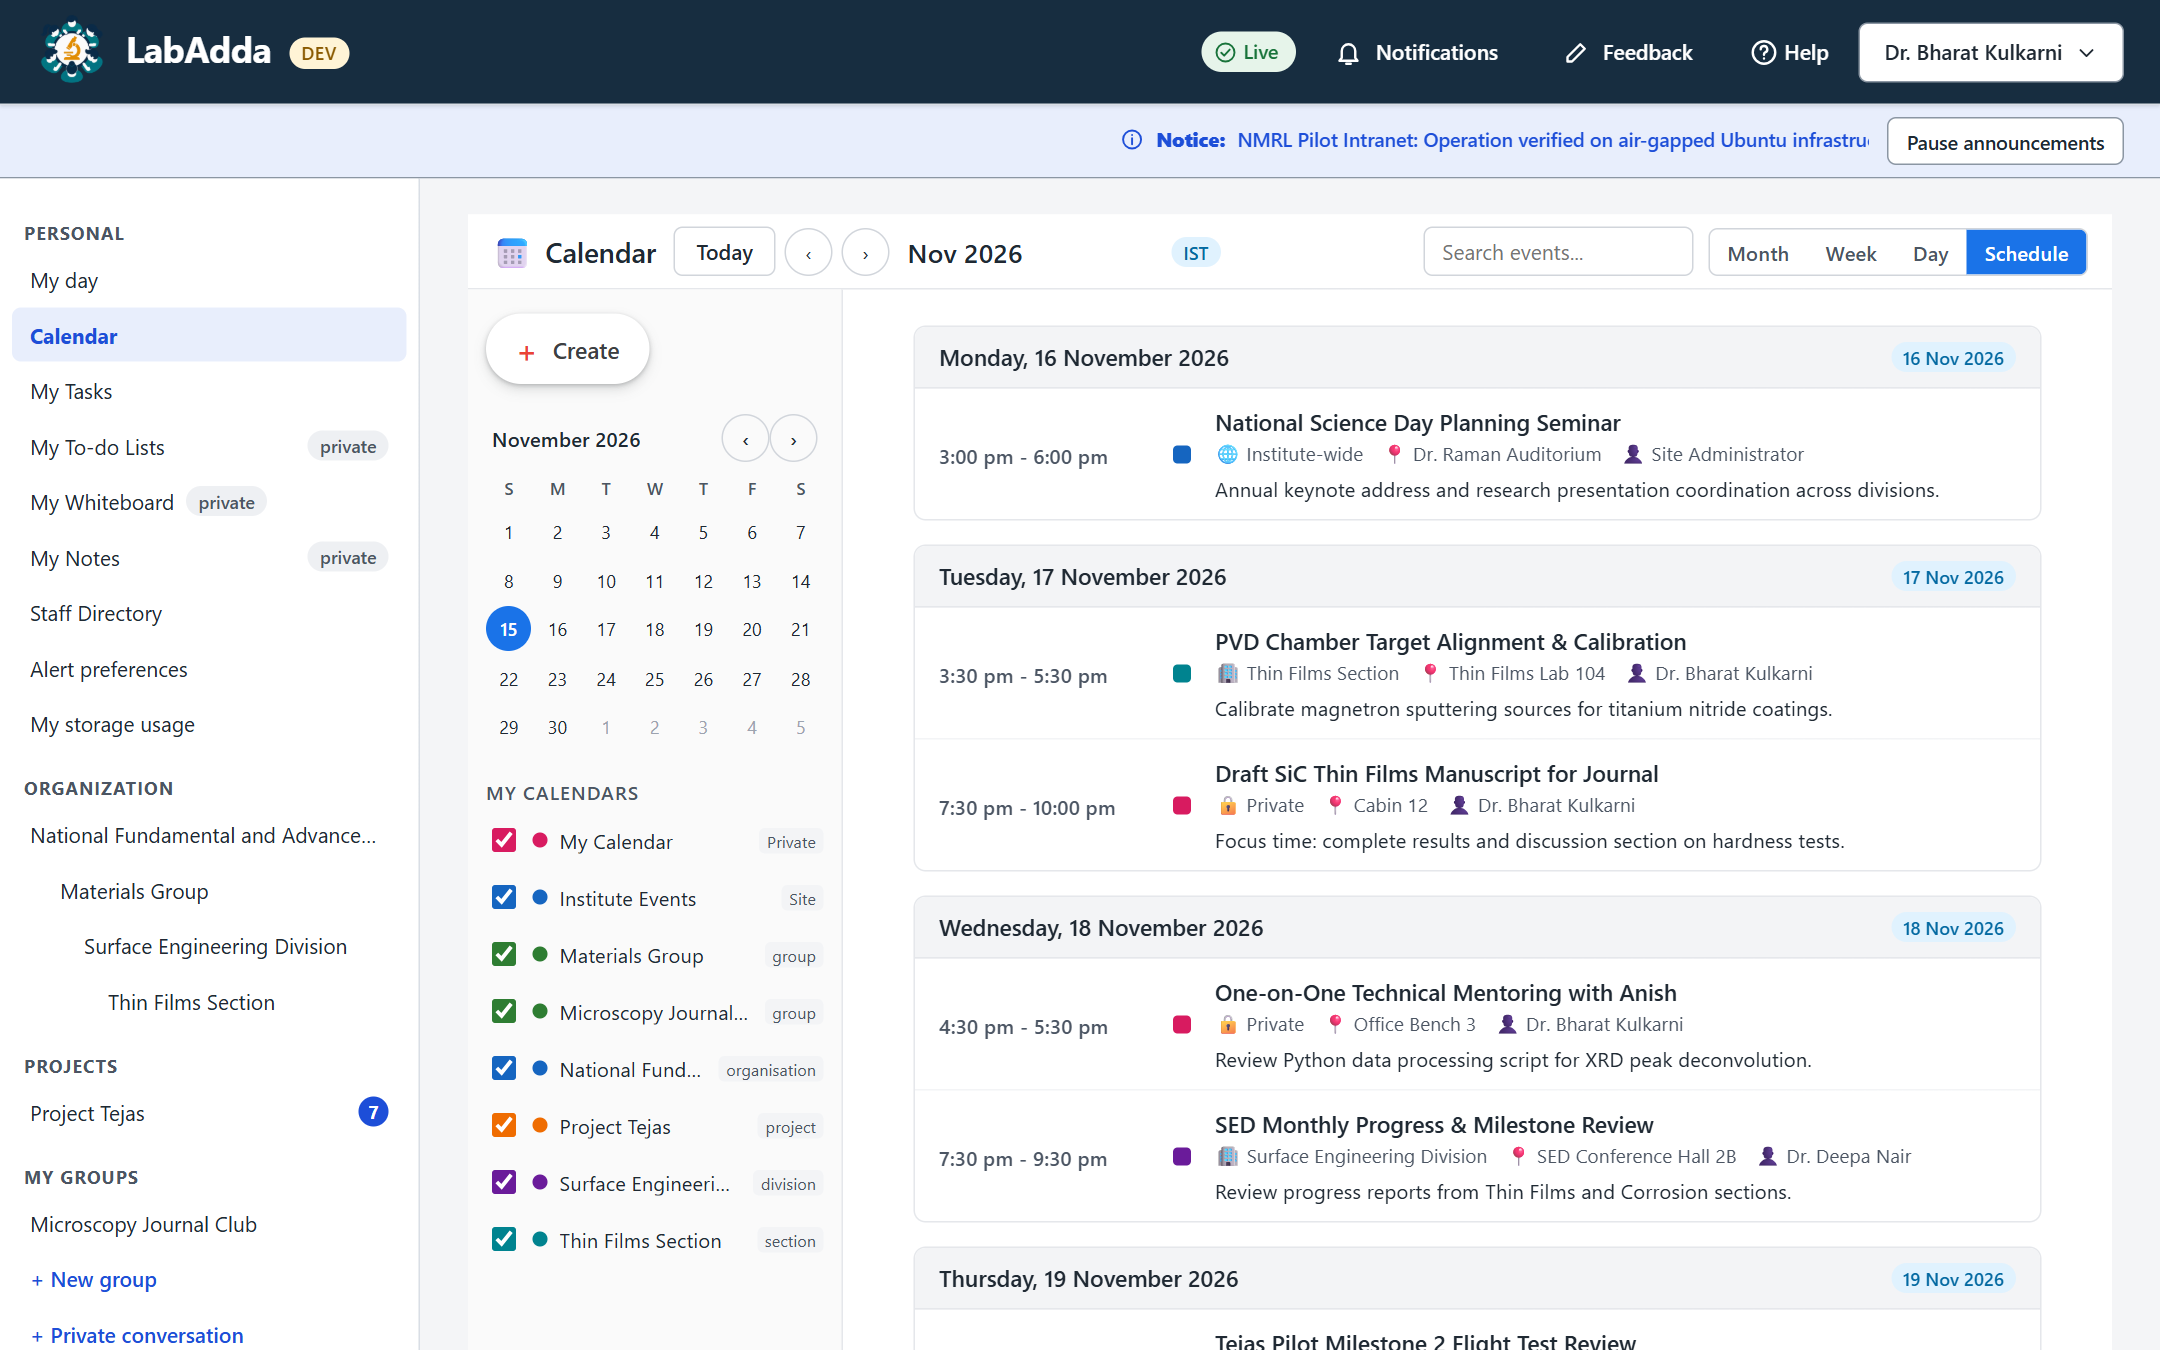 LabAdda DEV
Live Notifications Feedback Help Dr. Bharat Kulkarni
Notice: NMRL Pilot Intranet: Operation verified on air-gapped Ubuntu infrastru
Pause announcements
PERSONAL
My day
Calendar
My Tasks
My To-do Lists private
My Whiteboard private
My Notes private
Staff Directory
Alert preferences
My storage usage
ORGANIZATION
National Fundamental and Advance...
Materials Group
Surface Engineering Division
Thin Films Section
PROJECTS
Project Tejas 7
MY GROUPS
Microscopy Journal Club
+ New group
+ Private conversation
Calendar Today ‹ › Nov 2026 IST Search events... Month Week Day Schedule
+ Create
November 2026 ‹ ›
S M T W T F S
1 2 3 4 5 6 7
8 9 10 11 12 13 14
15 16 17 18 19 20 21
22 23 24 25 26 27 28
29 30 1 2 3 4 5
MY CALENDARS
My Calendar Private
Institute Events Site
Materials Group group
Microscopy Journal... group
National Fund... organisation
Project Tejas project
Surface Engineeri... division
Thin Films Section section
Monday, 16 November 2026 16 Nov 2026
3:00 pm - 6:00 pm
National Science Day Planning Seminar
Institute-wide Dr. Raman Auditorium Site Administrator
Annual keynote address and research presentation coordination across divisions.
Tuesday, 17 November 2026 17 Nov 2026
3:30 pm - 5:30 pm
PVD Chamber Target Alignment & Calibration
Thin Films Section Thin Films Lab 104 Dr. Bharat Kulkarni
Calibrate magnetron sputtering sources for titanium nitride coatings.
7:30 pm - 10:00 pm
Draft SiC Thin Films Manuscript for Journal
Private Cabin 12 Dr. Bharat Kulkarni
Focus time: complete results and discussion section on hardness tests.
Wednesday, 18 November 2026 18 Nov 2026
4:30 pm - 5:30 pm
One-on-One Technical Mentoring with Anish
Private Office Bench 3 Dr. Bharat Kulkarni
Review Python data processing script for XRD peak deconvolution.
7:30 pm - 9:30 pm
SED Monthly Progress & Milestone Review
Surface Engineering Division SED Conference Hall 2B Dr. Deepa Nair
Review progress reports from Thin Films and Corrosion sections.
Thursday, 19 November 2026 19 Nov 2026
Tejas Pilot Milestone 2 Flight Test Review